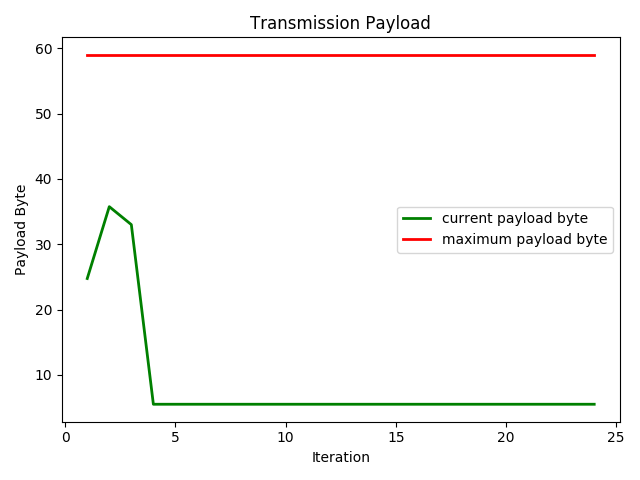 Transmission Payload
60
50
40
30
20
10
Payload Byte
current payload byte
maximum payload byte
0 5 10 15 20 25
Iteration